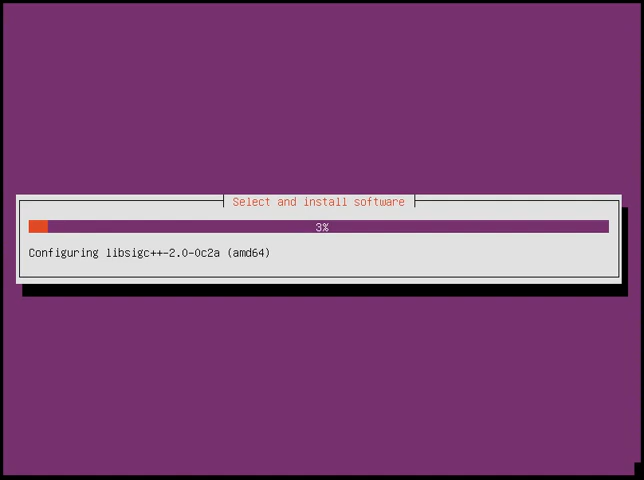 Select and install software
3%
Configuring libsigc++-2.0-0c2a (amd64)